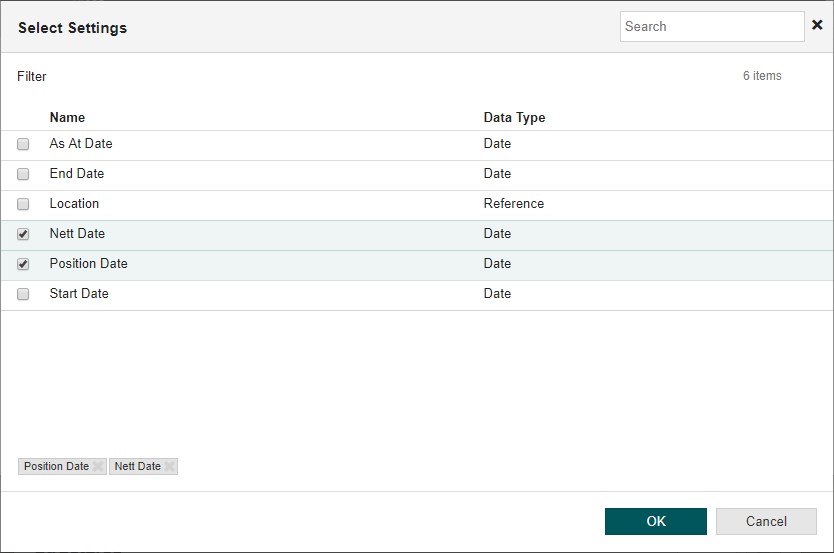 Select Settings Search
Filter 6 items
Name Data Type
As At Date Date
End Date Date
Location Reference
Nett Date Date
Position Date Date
Start Date Date
Position Date Nett Date
OK Cancel